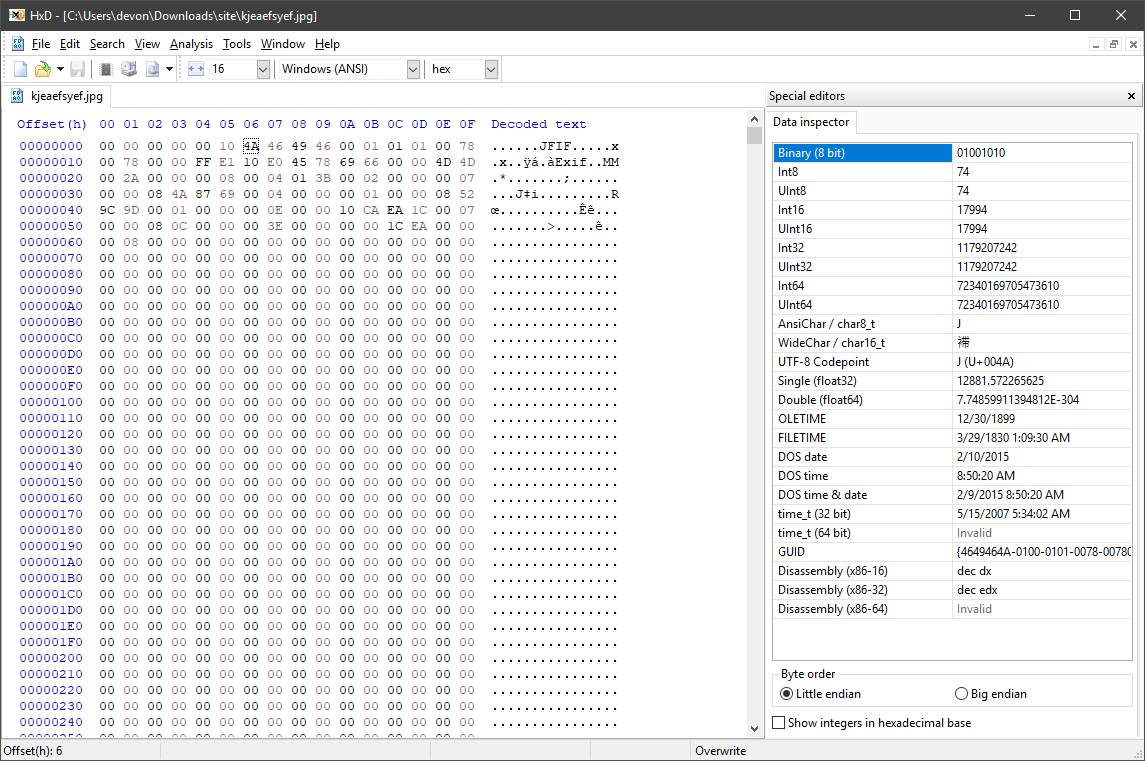 HxD - [C:\Users\devon\Downloads\site\kjeaefsyef.jpg]
File Edit Search View Analysis Tools Window Help
16 Windows (ANSI) hex
kjeaefsyef.jpg
Offset(h) 00 01 02 03 04 05 06 07 08 09 0A 0B 0C 0D 0E 0F Decoded text
00000000 00 00 00 00 00 10 4A 46 49 46 00 01 01 01 00 78 ......JFIF.....x
00000010 00 78 00 00 FF E1 10 E0 45 78 69 66 00 00 4D 4D .x..ÿá.àExif..MM
00000020 00 2A 00 00 00 08 00 04 01 3B 00 02 00 00 00 07 .*.......;......
00000030 00 00 08 4A 87 69 00 04 00 00 00 01 00 00 08 52 ...J‡i.........R
00000040 9C 9D 00 01 00 00 00 0E 00 00 10 CA EA 1C 00 07 œ..........Êê...
00000050 00 00 08 0C 00 00 00 3E 00 00 00 00 1C EA 00 00 .......>.....ê..
00000060 00 08 00 00 00 00 00 00 00 00 00 00 00 00 00 00 ................
00000070 00 00 00 00 00 00 00 00 00 00 00 00 00 00 00 00 ................
00000080 00 00 00 00 00 00 00 00 00 00 00 00 00 00 00 00 ................
00000090 00 00 00 00 00 00 00 00 00 00 00 00 00 00 00 00 ................
000000A0 00 00 00 00 00 00 00 00 00 00 00 00 00 00 00 00 ................
000000B0 00 00 00 00 00 00 00 00 00 00 00 00 00 00 00 00 ................
000000C0 00 00 00 00 00 00 00 00 00 00 00 00 00 00 00 00 ................
000000D0 00 00 00 00 00 00 00 00 00 00 00 00 00 00 00 00 ................
000000E0 00 00 00 00 00 00 00 00 00 00 00 00 00 00 00 00 ................
000000F0 00 00 00 00 00 00 00 00 00 00 00 00 00 00 00 00 ................
00000100 00 00 00 00 00 00 00 00 00 00 00 00 00 00 00 00 ................
00000110 00 00 00 00 00 00 00 00 00 00 00 00 00 00 00 00 ................
00000120 00 00 00 00 00 00 00 00 00 00 00 00 00 00 00 00 ................
00000130 00 00 00 00 00 00 00 00 00 00 00 00 00 00 00 00 ................
00000140 00 00 00 00 00 00 00 00 00 00 00 00 00 00 00 00 ................
00000150 00 00 00 00 00 00 00 00 00 00 00 00 00 00 00 00 ................
00000160 00 00 00 00 00 00 00 00 00 00 00 00 00 00 00 00 ................
00000170 00 00 00 00 00 00 00 00 00 00 00 00 00 00 00 00 ................
00000180 00 00 00 00 00 00 00 00 00 00 00 00 00 00 00 00 ................
00000190 00 00 00 00 00 00 00 00 00 00 00 00 00 00 00 00 ................
000001A0 00 00 00 00 00 00 00 00 00 00 00 00 00 00 00 00 ................
000001B0 00 00 00 00 00 00 00 00 00 00 00 00 00 00 00 00 ................
000001C0 00 00 00 00 00 00 00 00 00 00 00 00 00 00 00 00 ................
000001D0 00 00 00 00 00 00 00 00 00 00 00 00 00 00 00 00 ................
000001E0 00 00 00 00 00 00 00 00 00 00 00 00 00 00 00 00 ................
000001F0 00 00 00 00 00 00 00 00 00 00 00 00 00 00 00 00 ................
00000200 00 00 00 00 00 00 00 00 00 00 00 00 00 00 00 00 ................
00000210 00 00 00 00 00 00 00 00 00 00 00 00 00 00 00 00 ................
00000220 00 00 00 00 00 00 00 00 00 00 00 00 00 00 00 00 ................
00000230 00 00 00 00 00 00 00 00 00 00 00 00 00 00 00 00 ................
00000240 00 00 00 00 00 00 00 00 00 00 00 00 00 00 00 00 ................
Special editors
Data inspector
Binary (8 bit) 01001010
Int8 74
UInt8 74
Int16 17994
UInt16 17994
Int32 1179207242
UInt32 1179207242
Int64 72340169705473610
UInt64 72340169705473610
AnsiChar / char8_t J
WideChar / char16_t 䙊
UTF-8 Codepoint J (U+004A)
Single (float32) 12881.572265625
Double (float64) 7.74859911394812E-304
OLETIME 12/30/1899
FILETIME 3/29/1830 1:09:30 AM
DOS date 2/10/2015
DOS time 8:50:20 AM
DOS time & date 2/9/2015 8:50:20 AM
time_t (32 bit) 5/15/2007 5:34:02 AM
time_t (64 bit) Invalid
GUID {4649464A-0100-0101-0078-0078
Disassembly (x86-16) dec dx
Disassembly (x86-32) dec edx
Disassembly (x86-64) Invalid
Byte order
Little endian Big endian
Show integers in hexadecimal base
Offset(h): 6 Overwrite